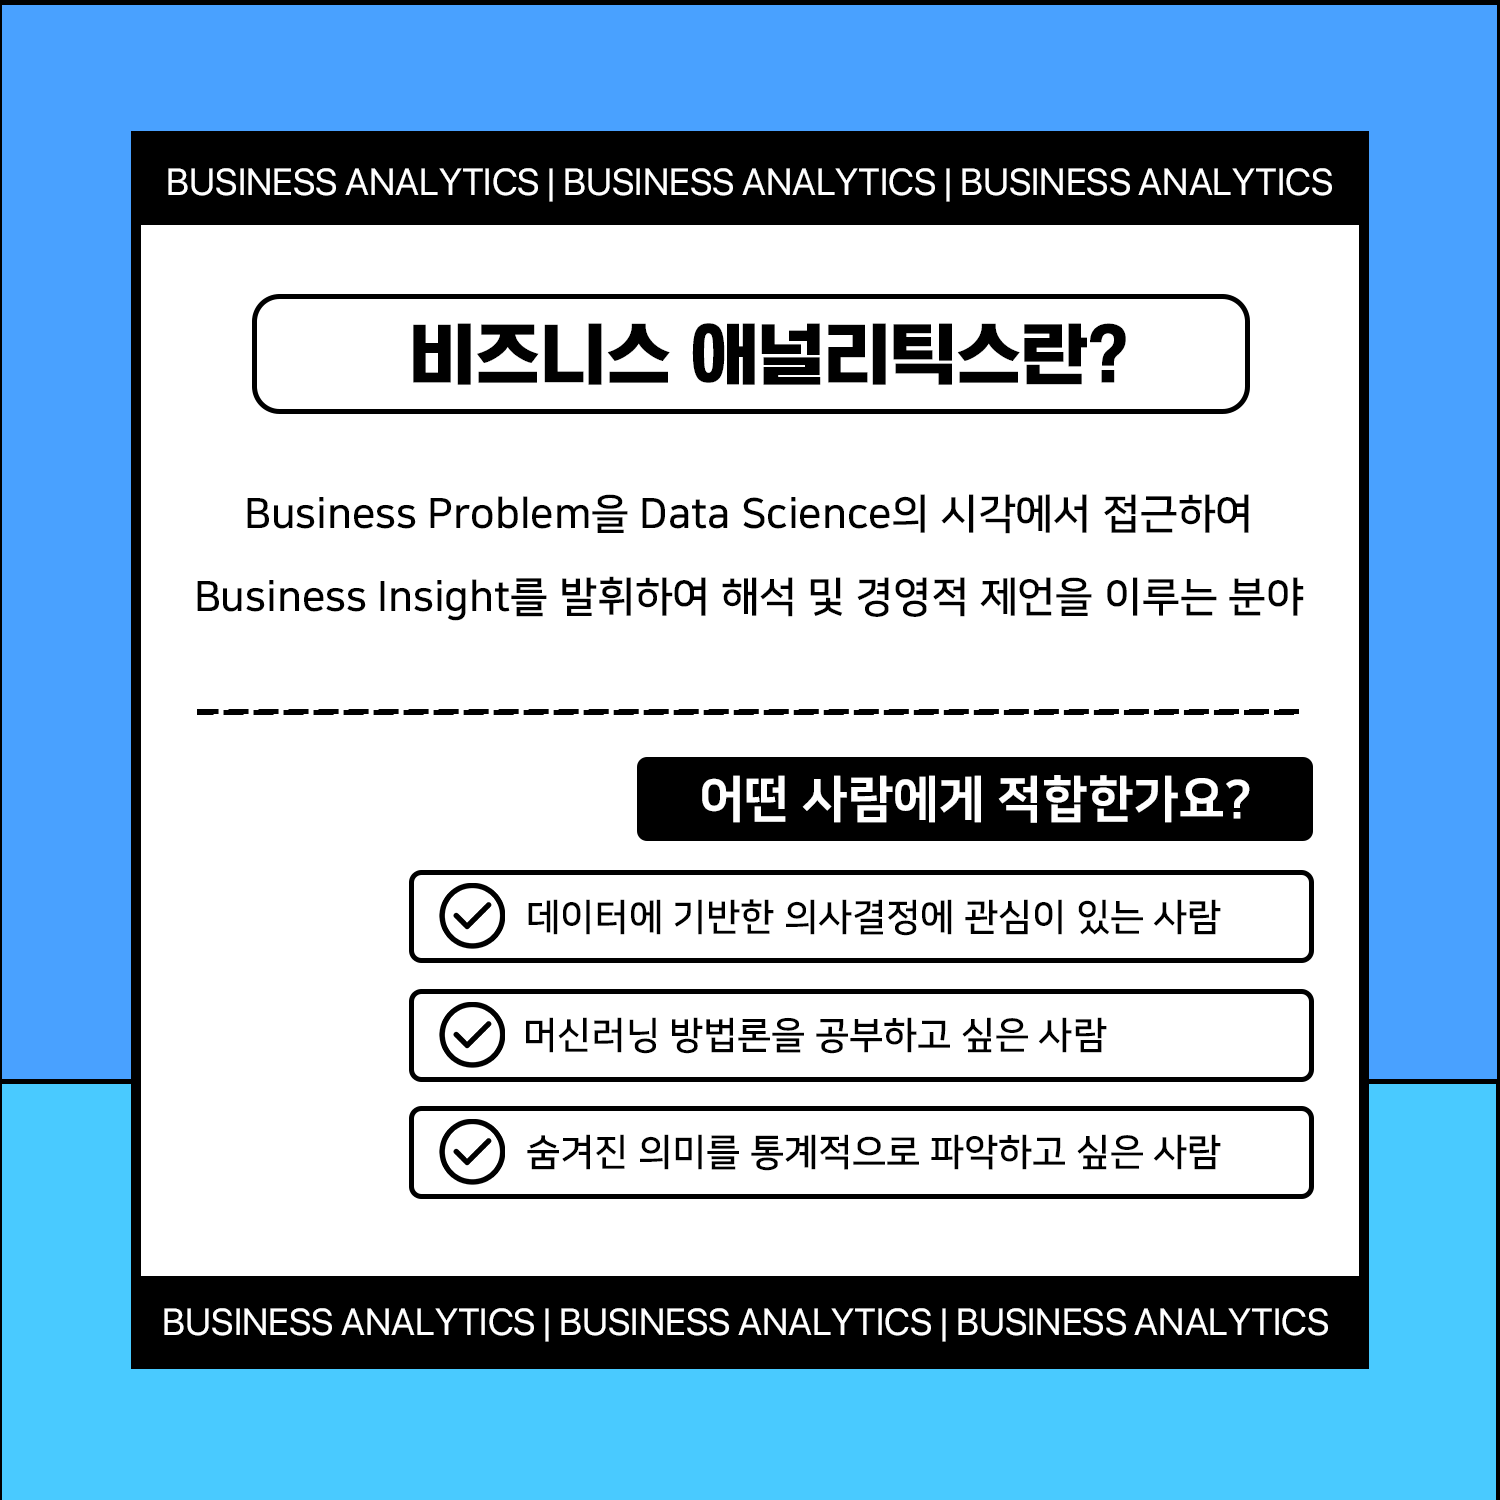 BUSINESS ANALYTICS | BUSINESS ANALYTICS | BUSINESS ANALYTICS
비즈니스 애널리틱스란?
Business Problem을 Data Science의 시각에서 접근하여
Business Insight를 발휘하여 해석 및 경영적 제언을 이루는 분야
어떤 사람에게 적합한가요?
데이터에 기반한 의사결정에 관심이 있는 사람
머신러닝 방법론을 공부하고 싶은 사람
숨겨진 의미를 통계적으로 파악하고 싶은 사람
BUSINESS ANALYTICS | BUSINESS ANALYTICS | BUSINESS ANALYTICS